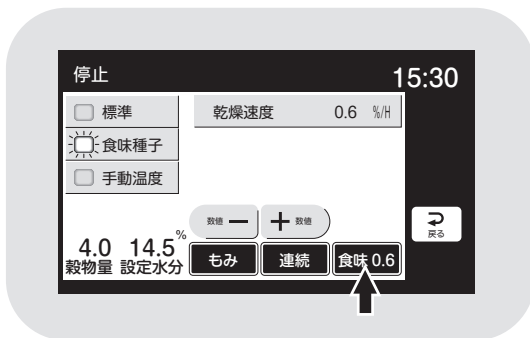 停止 15:30
標準
食味種子
手動温度
乾燥速度 0.6 %/H
数値 ー ＋ 数値
戻る
4.0 14.5%
穀物量 設定水分
もみ 連続 食味 0.6